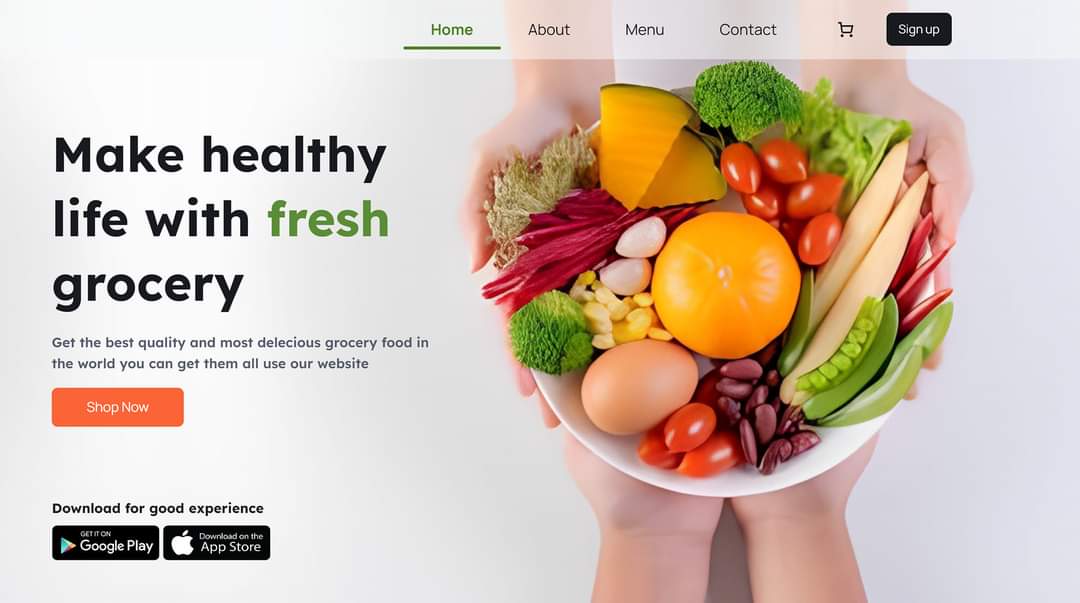 Home About Menu Contact Sign up
Make healthy
life with fresh
grocery
Get the best quality and most delecious grocery food in
the world you can get them all use our website
Shop Now
Download for good experience
GET IT ON
Google Play
Download on the
App Store